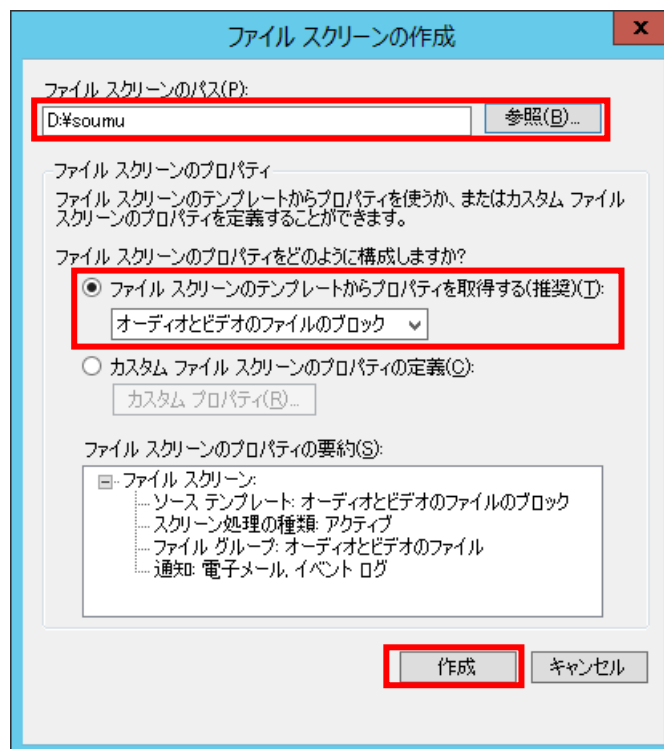 ファイル スクリーンの作成
x
ファイル スクリーンのパス(P):
D:¥soumu
参照(B)...
ファイル スクリーンのプロパティ
ファイル スクリーンのテンプレートからプロパティを使うか、またはカスタム ファイル
スクリーンのプロパティを定義することができます。
ファイル スクリーンのプロパティをどのように構成しますか?
ファイル スクリーンのテンプレートからプロパティを取得する(推奨)(T):
オーディオとビデオのファイルのブロック
カスタム ファイル スクリーンのプロパティの定義(C):
カスタム プロパティ(R)...
ファイル スクリーンのプロパティの要約(S):
ファイル スクリーン:
ソース テンプレート: オーディオとビデオのファイルのブロック
スクリーン処理の種類: アクティブ
ファイル グループ: オーディオとビデオのファイル
通知: 電子メール, イベント ログ
作成
キャンセル